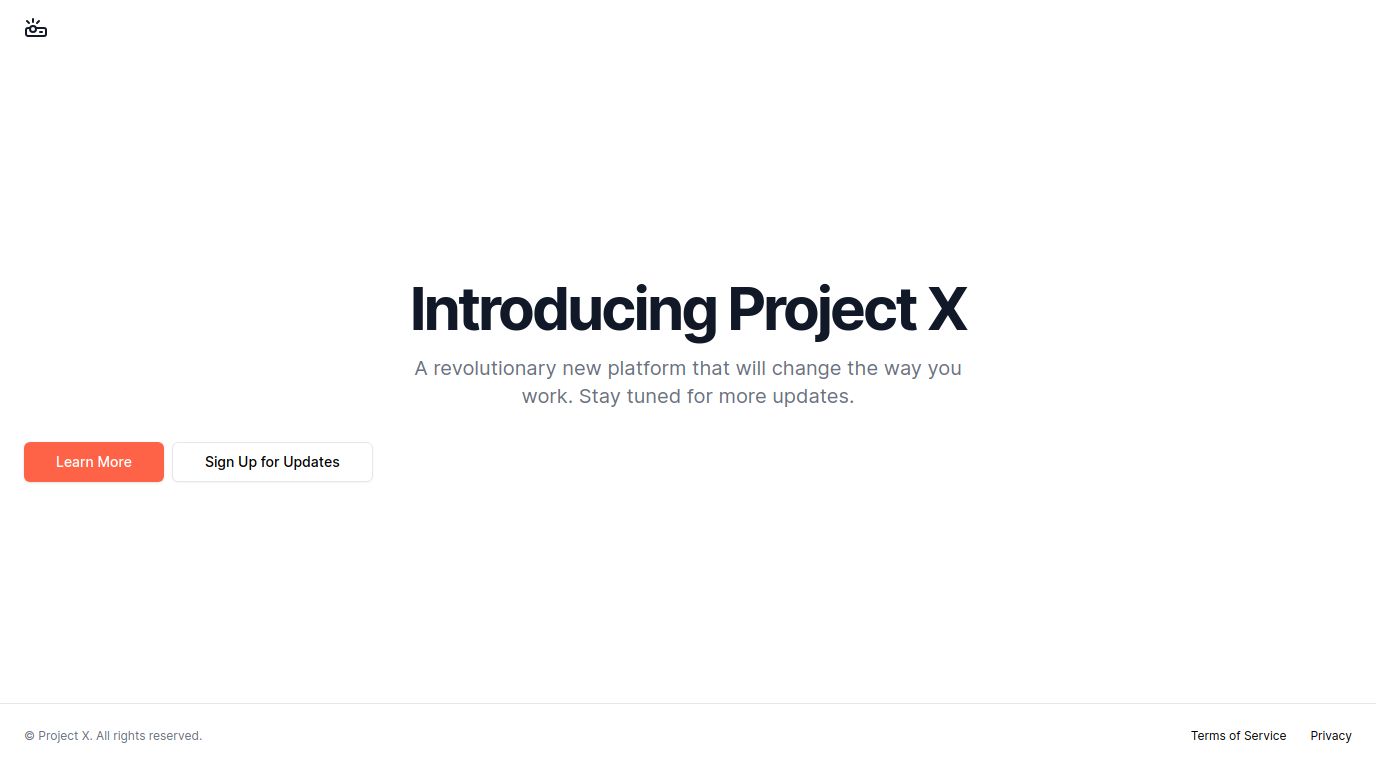 Introducing Project X
A revolutionary new platform that will change the way you
work. Stay tuned for more updates.
Learn More
Sign Up for Updates
© Project X. All rights reserved.
Terms of Service
Privacy